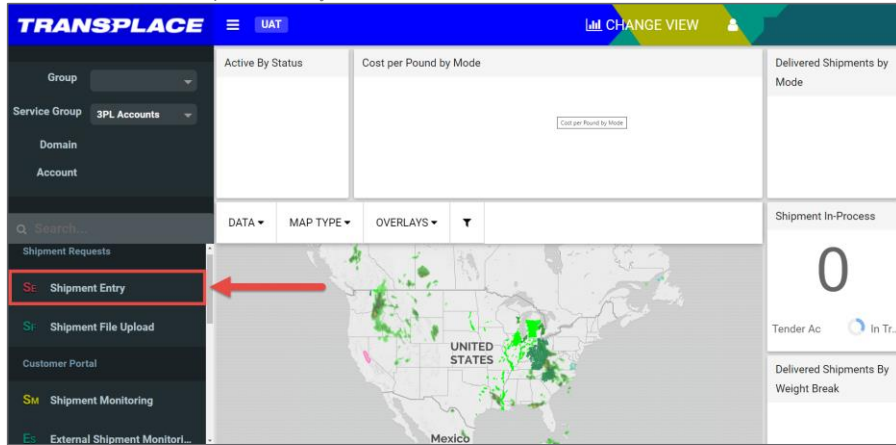 TRANSPLACE
UAT
CHANGE VIEW
Group
Service Group 3PL Accounts
Domain
Account
Search...
Shipment Requests
SE Shipment Entry
SF Shipment File Upload
Customer Portal
SM Shipment Monitoring
ES External Shipment Monitori...
Active By Status
Cost per Pound by Mode
Cost per Pound by Mode
Delivered Shipments by
Mode
DATA
MAP TYPE
OVERLAYS
UNITED
STATES
Mexico
Shipment In-Process
0
Tender Ac
In Tr..
Delivered Shipments By
Weight Break